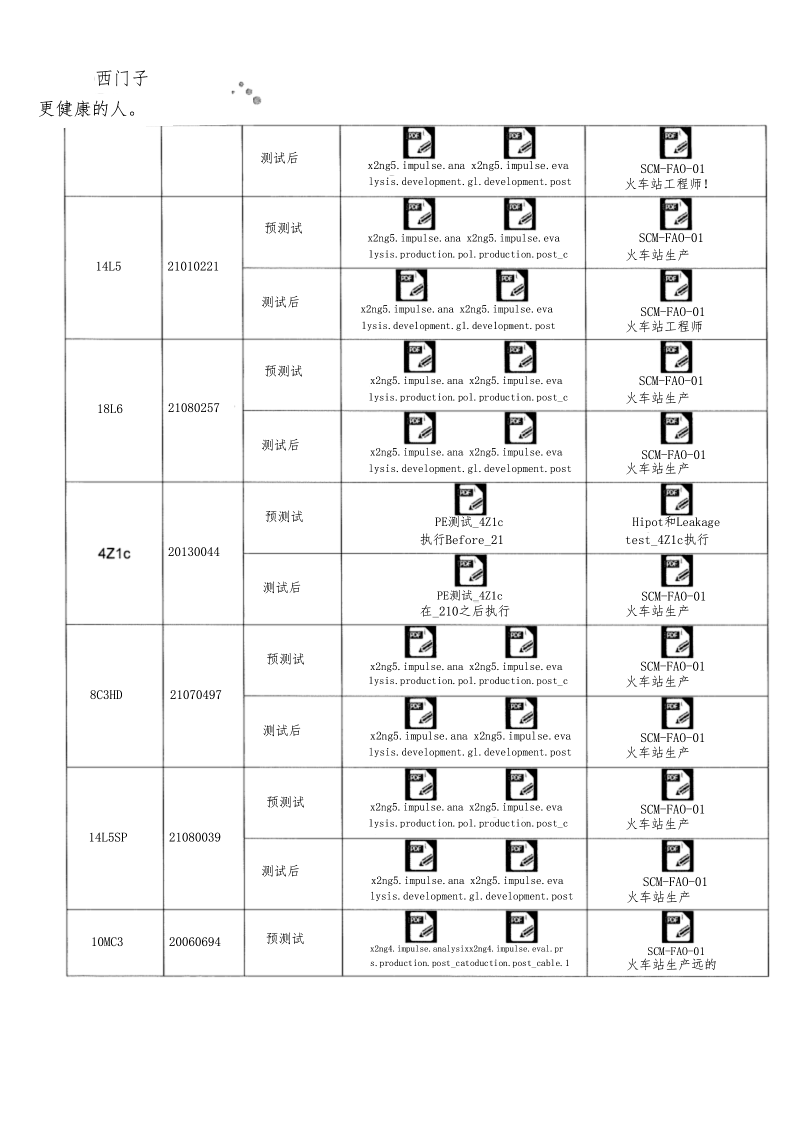 西门子
更健康的人。
测试后
x2ng5.impulse.ana x2ng5.impulse.eva
lysis.development.gl.development.post
SCM-FAO-01
火车站工程师!
14L5
21010221
预测试
x2ng5.impulse.ana x2ng5.impulse.eva
lysis.production.pol.production.post_c
SCM-FAO-01
火车站生产
测试后
x2ng5.impulse.ana x2ng5.impulse.eva
lysis.development.gl.development.post
SCM-FAO-01
火车站工程师
18L6
21080257
预测试
x2ng5.impulse.ana x2ng5.impulse.eva
lysis.production.pol.production.post_c
SCM-FAO-01
火车站生产
测试后
x2ng5.impulse.ana x2ng5.impulse.eva
lysis.development.gl.development.post
SCM-FAO-01
火车站生产
4Z1c
20130044
预测试
PE测试_4Z1c
执行Before_21
Hipot和Leakage
test_4Z1c执行
测试后
PE测试_4Z1c
在_210之后执行
SCM-FAO-01
火车站生产
8C3HD
21070497
预测试
x2ng5.impulse.ana x2ng5.impulse.eva
lysis.production.pol.production.post_c
SCM-FAO-01
火车站生产
测试后
x2ng5.impulse.ana x2ng5.impulse.eva
lysis.development.gl.development.post
SCM-FAO-01
火车站生产
14L5SP
21080039
预测试
x2ng5.impulse.ana x2ng5.impulse.eva
lysis.production.pol.production.post_c
SCM-FAO-01
火车站生产
测试后
x2ng5.impulse.ana x2ng5.impulse.eva
lysis.development.gl.development.post
SCM-FAO-01
火车站生产
10MC3
20060694
预测试
x2ng4.impulse.analysixx2ng4.impulse.eval.pr
s.production.post_catoduction.post_cable.1
SCM-FAO-01
火车站生产远的